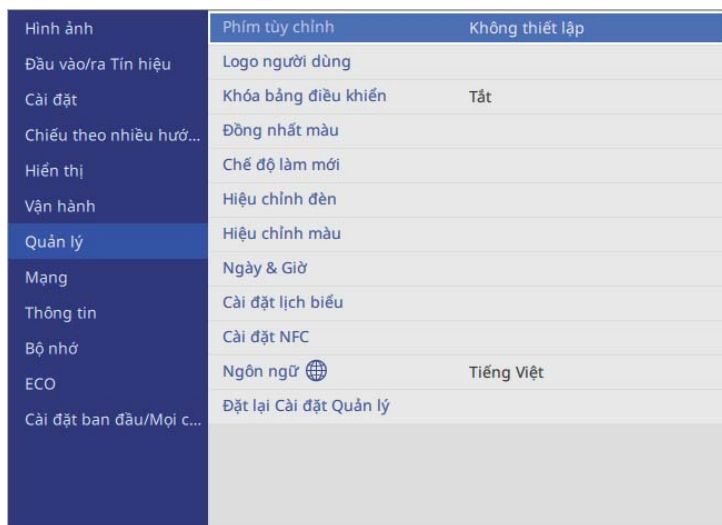 Hình ảnh
Đầu vào/ra Tín hiệu
Cài đặt
Chiếu theo nhiều hướ...
Hiển thị
Vận hành
Quản lý
Mạng
Thông tin
Bộ nhớ
ECO
Cài đặt ban đầu/Mọi c...
Phím tùy chỉnh Không thiết lập
Logo người dùng
Khóa bảng điều khiển Tắt
Đồng nhất màu
Chế độ làm mới
Hiệu chỉnh đèn
Hiệu chỉnh màu
Ngày & Giờ
Cài đặt lịch biểu
Cài đặt NFC
Ngôn ngữ Tiếng Việt
Đặt lại Cài đặt Quản lý